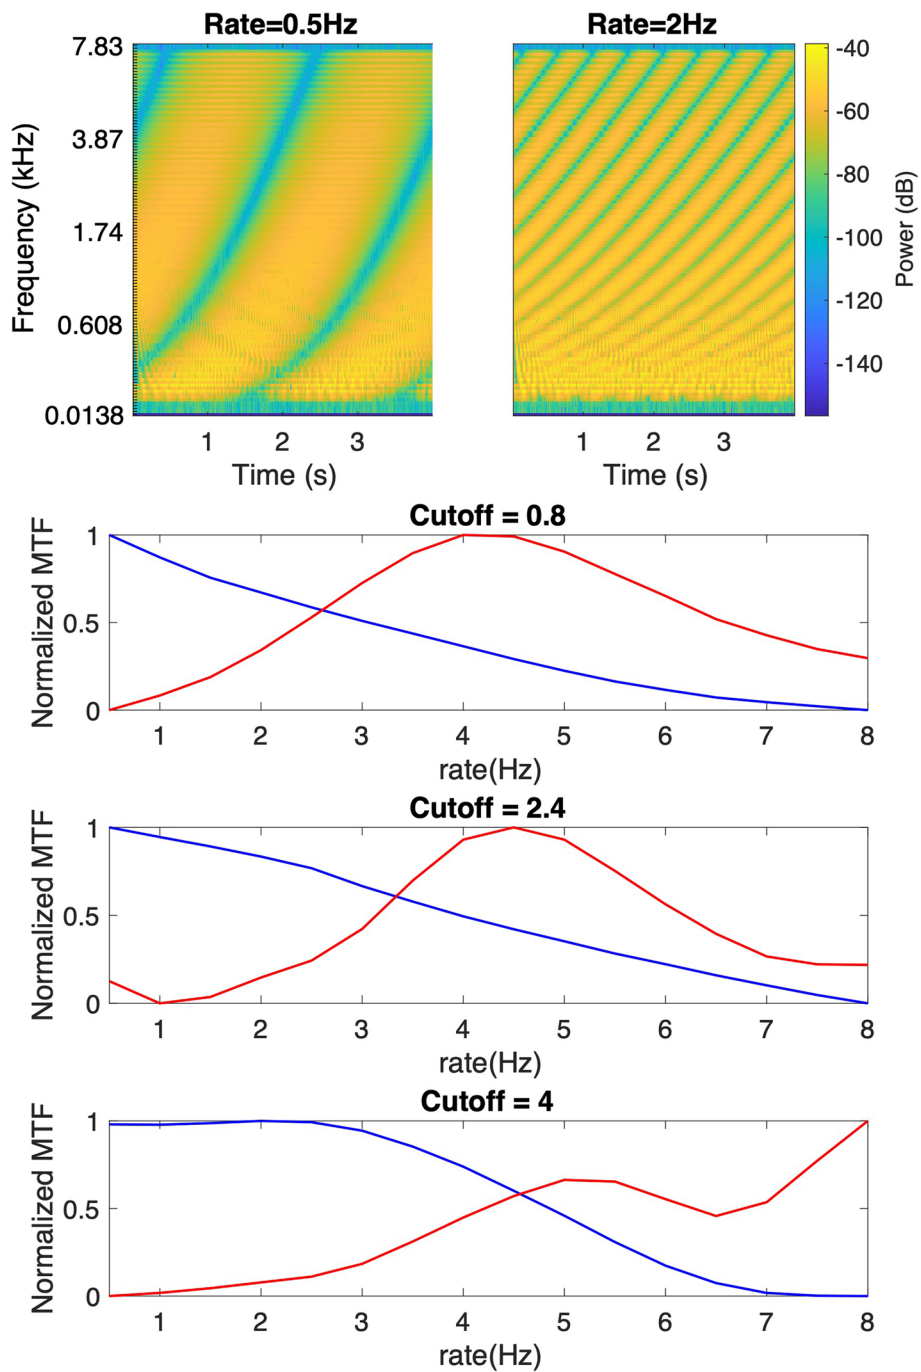 Rate=0.5Hz
Rate=2Hz
Frequency (kHz)
7.83
3.87
1.74
0.608
0.0138
1 2 3
Time (s)
1 2 3
Time (s)
-40
-60
-80
-100
-120
-140
Power (dB)
Cutoff = 0.8
Normalized MTF
1
0.5
0
1 2 3 4 5 6 7 8
rate(Hz)
Cutoff = 2.4
Normalized MTF
1
0.5
0
1 2 3 4 5 6 7 8
rate(Hz)
Cutoff = 4
Normalized MTF
1
0.5
0
1 2 3 4 5 6 7 8
rate(Hz)